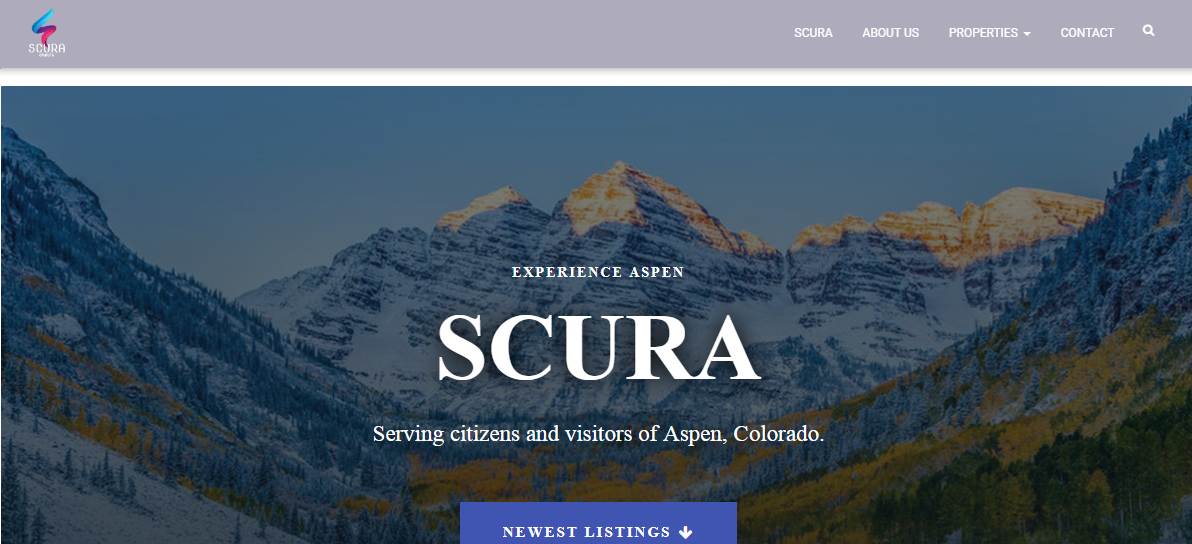 SCURA
SCURA
ABOUT US
PROPERTIES
CONTACT
EXPERIENCE ASPEN
SCURA
Serving citizens and visitors of Aspen, Colorado.
NEWEST LISTINGS